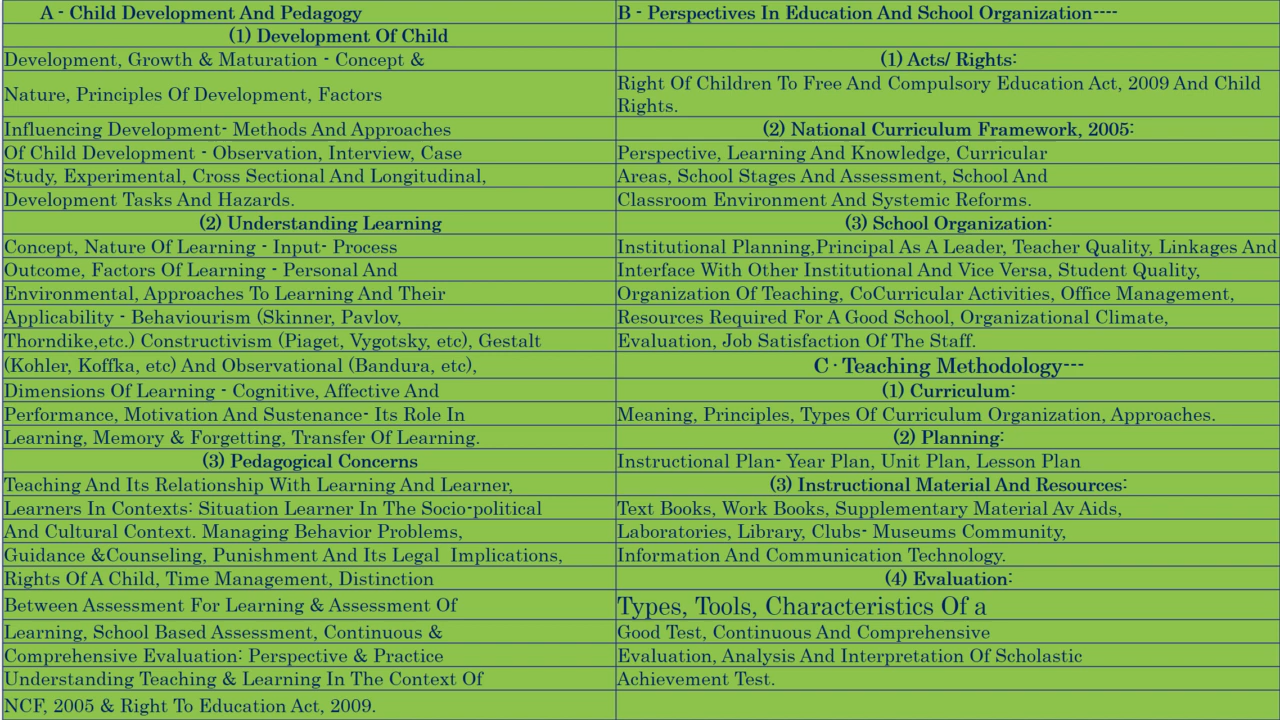 A - Child Development And Pedagogy
(1) Development Of Child
Development, Growth & Maturation - Concept &
Nature, Principles Of Development, Factors
Influencing Development- Methods And Approaches
Of Child Development - Observation, Interview, Case
Study, Experimental, Cross Sectional And Longitudinal,
Development Tasks And Hazards.
(2) Understanding Learning
Concept, Nature Of Learning - Input- Process
Outcome, Factors Of Learning - Personal And
Environmental, Approaches To Learning And Their
Applicability - Behaviourism (Skinner, Pavlov,
Thorndike,etc.) Constructivism (Piaget, Vygotsky, etc), Gestalt
(Kohler, Koffka, etc) And Observational (Bandura, etc),
Dimensions Of Learning - Cognitive, Affective And
Performance, Motivation And Sustenance- Its Role In
Learning, Memory & Forgetting, Transfer Of Learning.
(3) Pedagogical Concerns
Teaching And Its Relationship With Learning And Learner,
Learners In Contexts: Situation Learner In The Socio-political
And Cultural Context. Managing Behavior Problems,
Guidance &Counseling, Punishment And Its Legal Implications,
Rights Of A Child, Time Management, Distinction
Between Assessment For Learning & Assessment Of
Learning, School Based Assessment, Continuous &
Comprehensive Evaluation: Perspective & Practice
Understanding Teaching & Learning In The Context Of
NCF, 2005 & Right To Education Act, 2009.
B - Perspectives In Education And School Organization----
(1) Acts/ Rights:
Right Of Children To Free And Compulsory Education Act, 2009 And Child
Rights.
(2) National Curriculum Framework, 2005:
Perspective, Learning And Knowledge, Curricular
Areas, School Stages And Assessment, School And
Classroom Environment And Systemic Reforms.
(3) School Organization:
Institutional Planning,Principal As A Leader, Teacher Quality, Linkages And
Interface With Other Institutional And Vice Versa, Student Quality,
Organization Of Teaching, CoCurricular Activities, Office Management,
Resources Required For A Good School, Organizational Climate,
Evaluation, Job Satisfaction Of The Staff.
C - Teaching Methodology---
(1) Curriculum:
Meaning, Principles, Types Of Curriculum Organization, Approaches.
(2) Planning:
Instructional Plan- Year Plan, Unit Plan, Lesson Plan
(3) Instructional Material And Resources:
Text Books, Work Books, Supplementary Material Av Aids,
Laboratories, Library, Clubs- Museums Community,
Information And Communication Technology.
(4) Evaluation:
Types, Tools, Characteristics Of a
Good Test, Continuous And Comprehensive
Evaluation, Analysis And Interpretation Of Scholastic
Achievement Test.